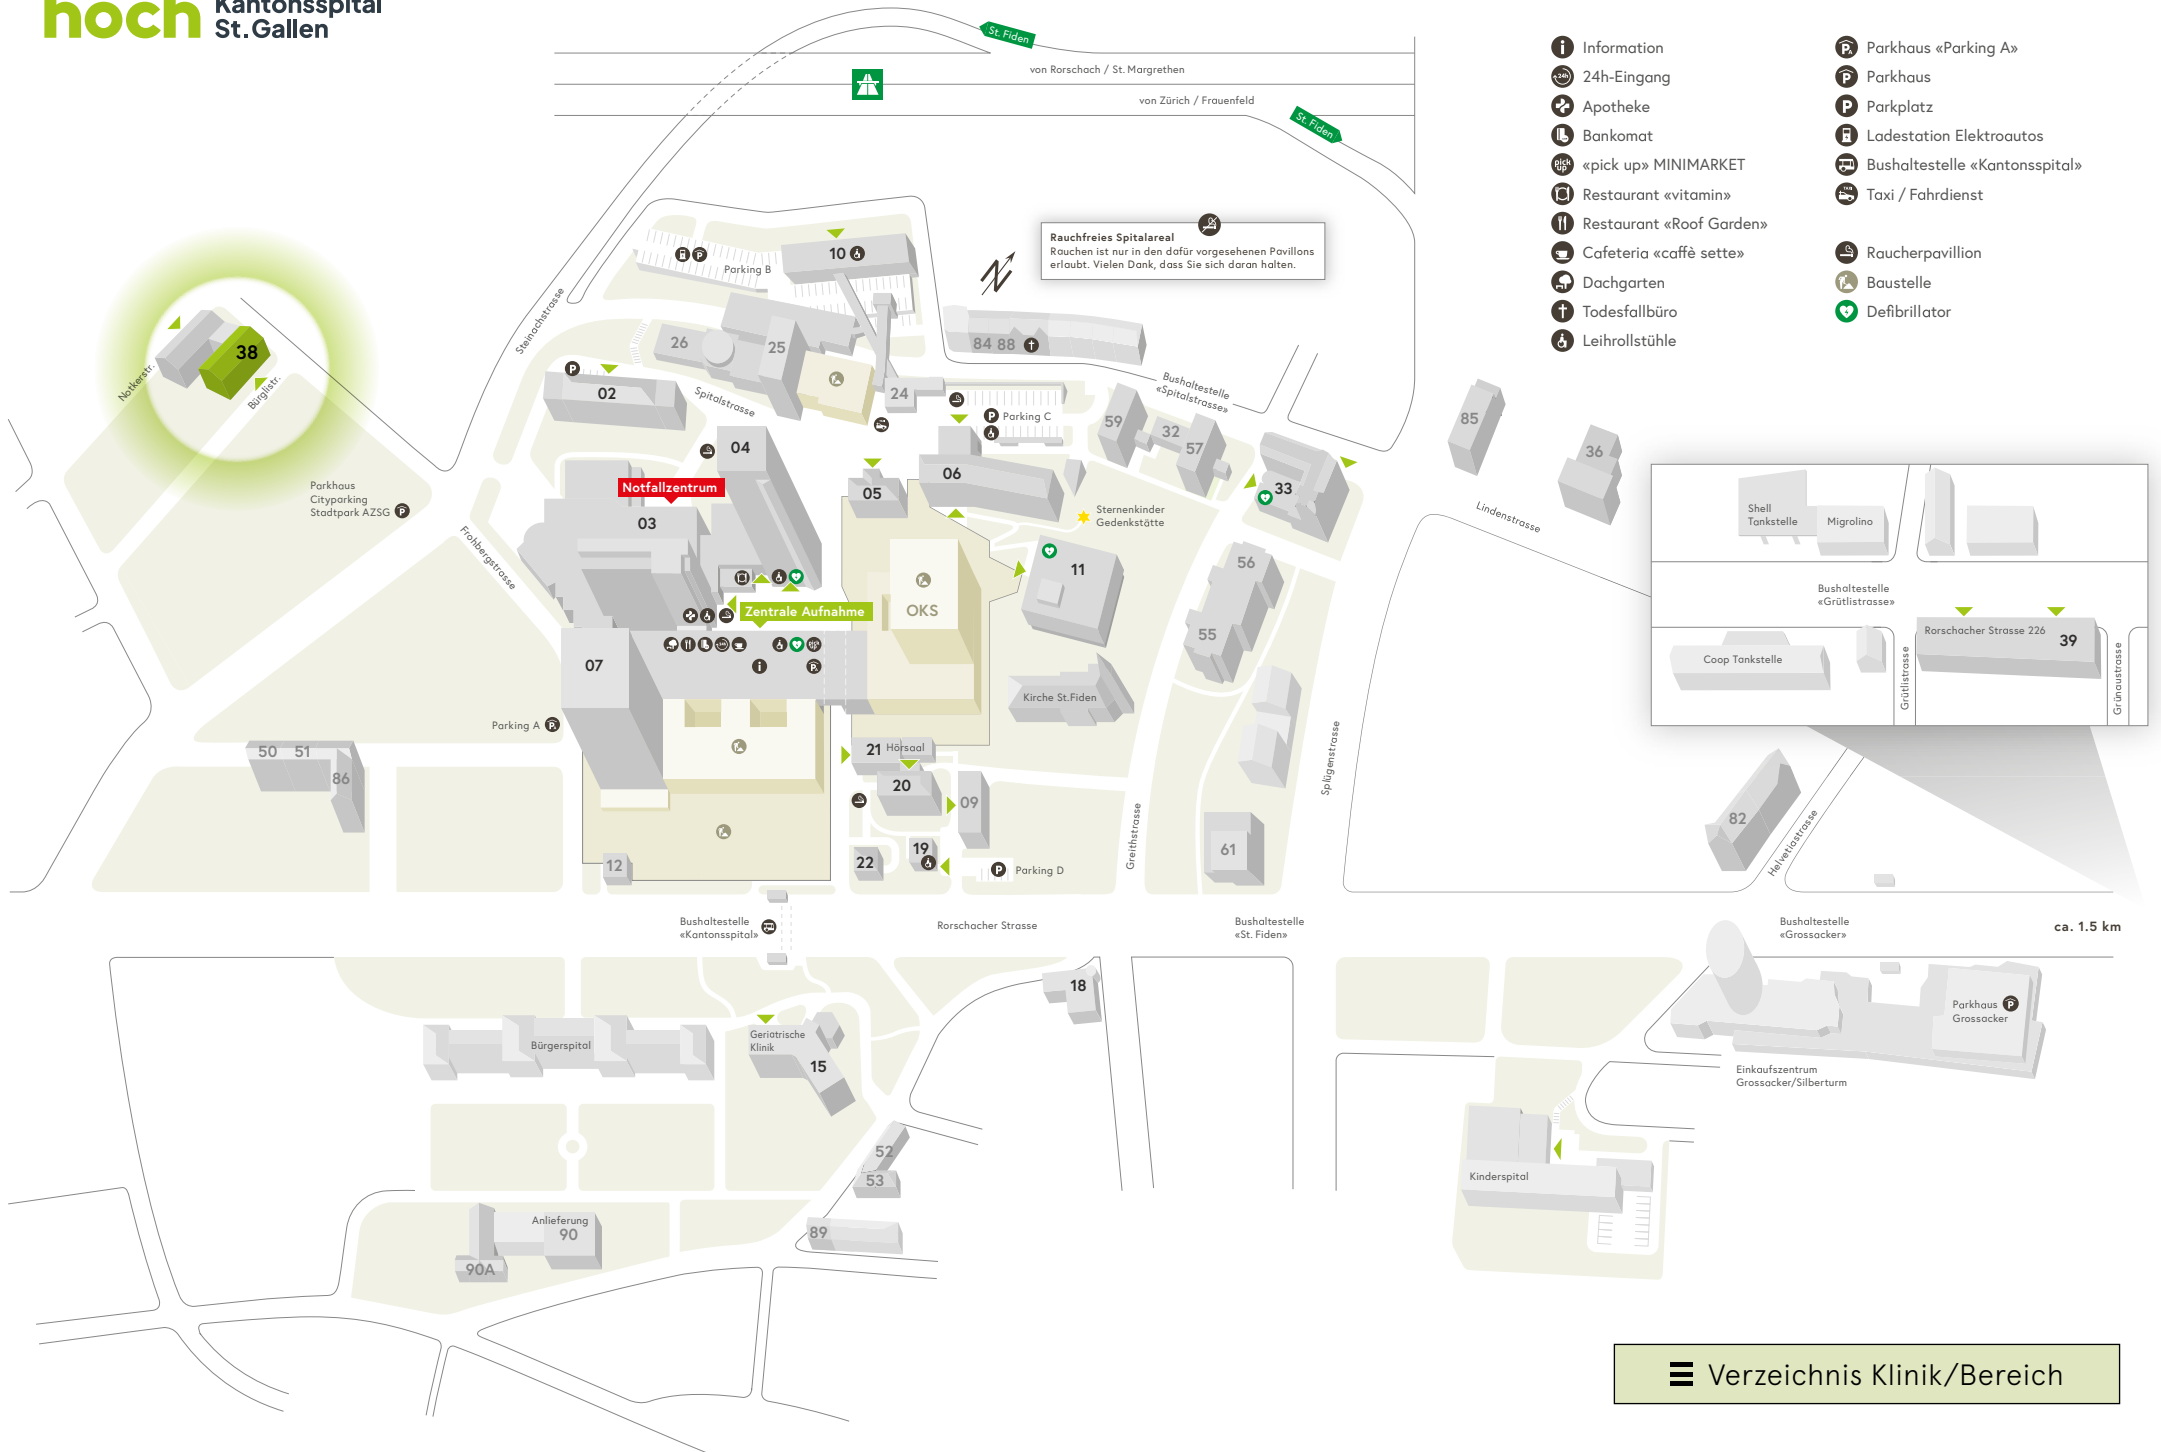 hoch Kantonsspital
St.Gallen
St. Fiden
von Rorschach / St. Margrethen
von Zürich / Frauenfeld
St. Fiden
Information
24h-Eingang
Apotheke
Bankomat
«pick up» MINIMARKET
Restaurant «vitamin»
Restaurant «Roof Garden»
Cafeteria «caffè sette»
Dachgarten
Todesfallbüro
Leihrollstühle
Parkhaus «Parking A»
Parkhaus
Parkplatz
Ladestation Elektroautos
Bushaltestelle «Kantonsspital»
Taxi / Fahrdienst
Raucherpavillion
Baustelle
Defibrillator
Rauchfreies Spitalareal
Rauchen ist nur in den dafür vorgesehenen Pavillons
erlaubt. Vielen Dank, dass Sie sich daran halten.
N
Parking B
10
Steinachstrasse
26
25
84 88
38
Notkerstr.
Bürglistr.
02
Spitalstrasse
24
Bushaltestelle
«Spitalstrasse»
Parking C
59
32
57
85
36
04
06
05
33
Parkhaus
Cityparking
Stadtpark AZSG
Notfallzentrum
03
Sternenkinder
Gedenkstätte
Lindenstrasse
Shell
Tankstelle
Migrolino
Frohbergstrasse
11
56
OKS
Zentrale Aufnahme
Bushaltestelle
«Grütlistrasse»
Rorschacher Strasse 226
39
Coop Tankstelle
Grütlistrasse
Grünaustrasse
55
07
Kirche St.Fiden
Parking A
50 51
86
21 Hörsaal
20
09
Splügenstrasse
Greithstrasse
82
Helvetiastrasse
61
12
22
19
Parking D
Bushaltestelle
«Kantonsspital»
Rorschacher Strasse
Bushaltestelle
«St. Fiden»
Bushaltestelle
«Grossacker»
ca. 1.5 km
18
Parkhaus
Grossacker
Bürgerspital
Geriatrische
Klinik
15
Einkaufszentrum
Grossacker/Silberturm
52
53
Kinderspital
89
Anlieferung
90
90A
Verzeichnis Klinik/Bereich